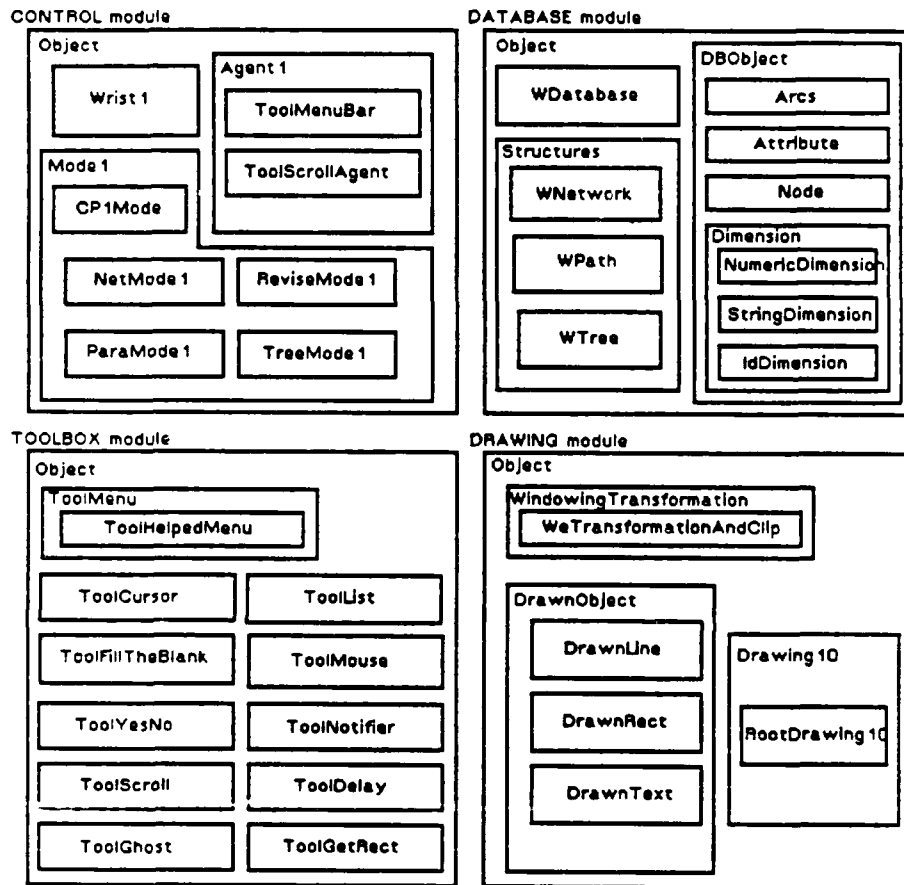 CONTROL module
Object
Wrist 1
Agent 1
ToolMenuBar
ToolScrollAgent
Mode 1
CP1Mode
NetMode 1
ReviseMode 1
ParaMode 1
TreeMode 1
DATABASE module
Object
WDatabase
Structures
WNetwork
WPath
WTree
DBObject
Arcs
Attribute
Node
Dimension
NumericDimension
StringDimension
IdDimension
TOOLBOX module
Object
ToolMenu
ToolHelpedMenu
ToolCursor
ToolList
ToolFillTheBlank
ToolMouse
ToolYesNo
ToolNotifier
ToolScroll
ToolDelay
ToolGhost
ToolGetRect
DRAWING module
Object
WindowingTransformation
WeTransformationAndClip
DrawnObject
DrawnLine
DrawnRect
DrawnText
Drawing 10
RootDrawing 10